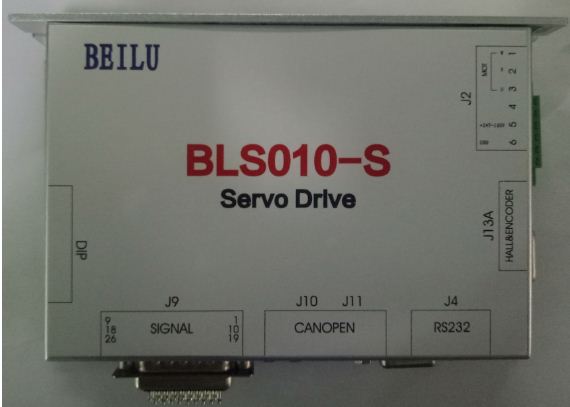 BEILU
BLS010-S
Servo Drive
J2
MOT
1
2
3
4
5
6
J13A
HALL&ENCODER
DIP
J9
9
18
26
SIGNAL
1
10
19
J10
J11
CANOPEN
J4
RS232